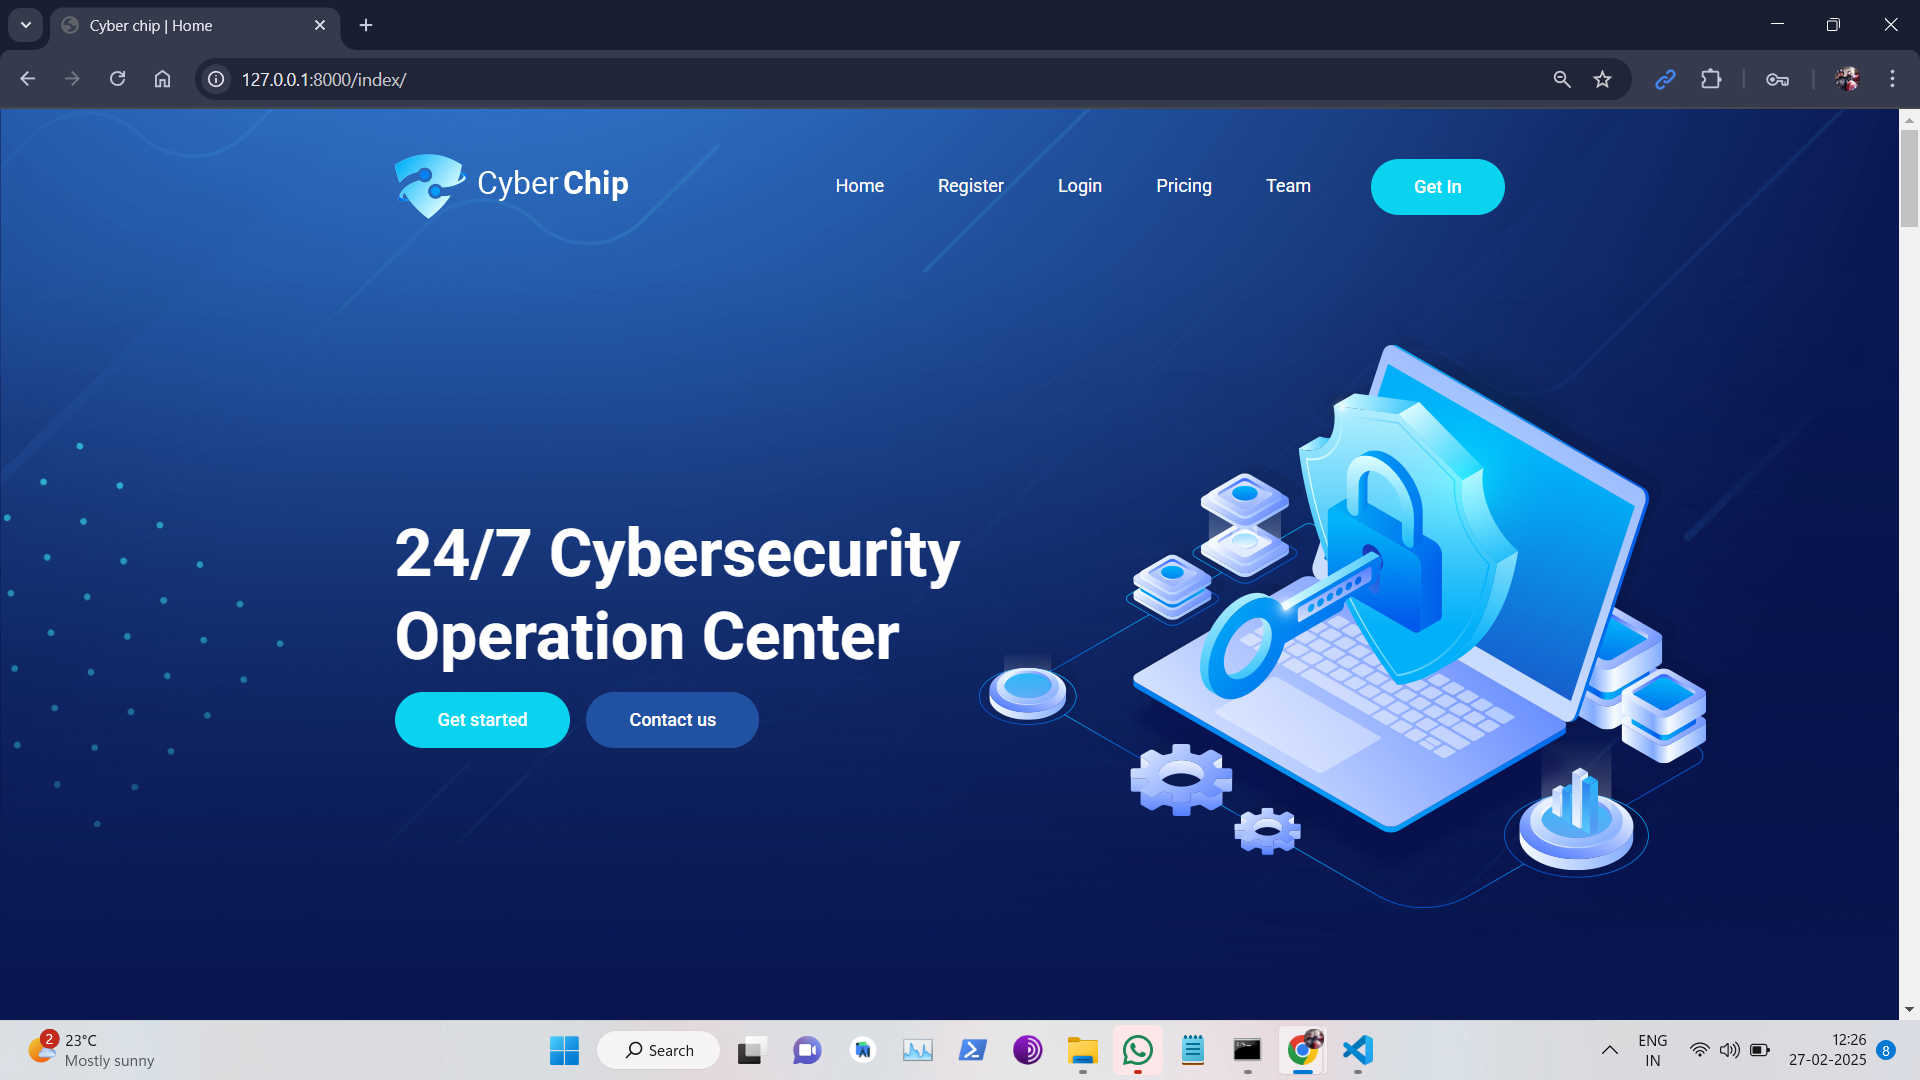 Cyber chip | Home
127.0.0.1:8000/index/
Cyber Chip
Home
Register
Login
Pricing
Team
Get In
24/7 Cybersecurity
Operation Center
Get started
Contact us
2
23°C
Mostly sunny
Search
ENG
IN
12:26
27-02-2025
8